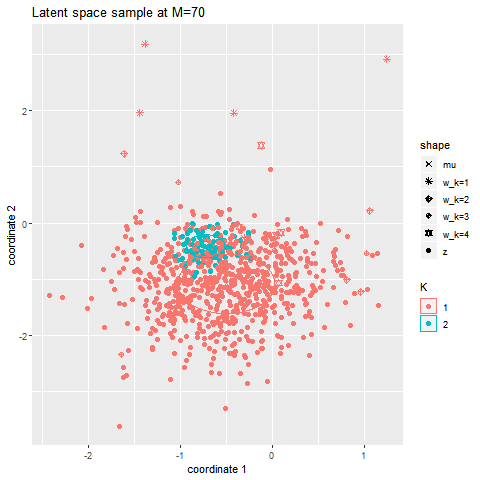 Latent space sample at M=70
coordinate 2
2
0
-2
-2
-1
0
1
coordinate 1
shape
mu
w_k=1
w_k=2
w_k=3
w_k=4
z
K
1
2